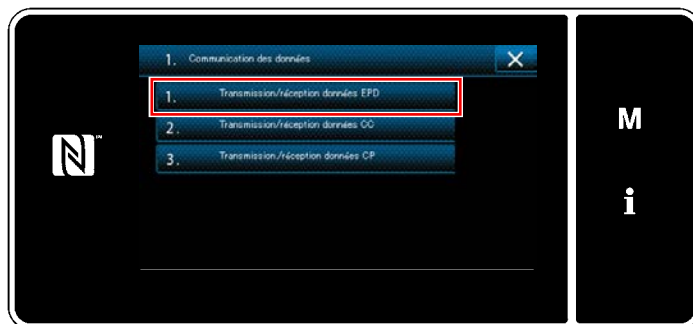 1. Communication des données
1. Transmission/réception données EPD
2. Transmission/réception données CC
3. Transmission/réception données CP
M
i